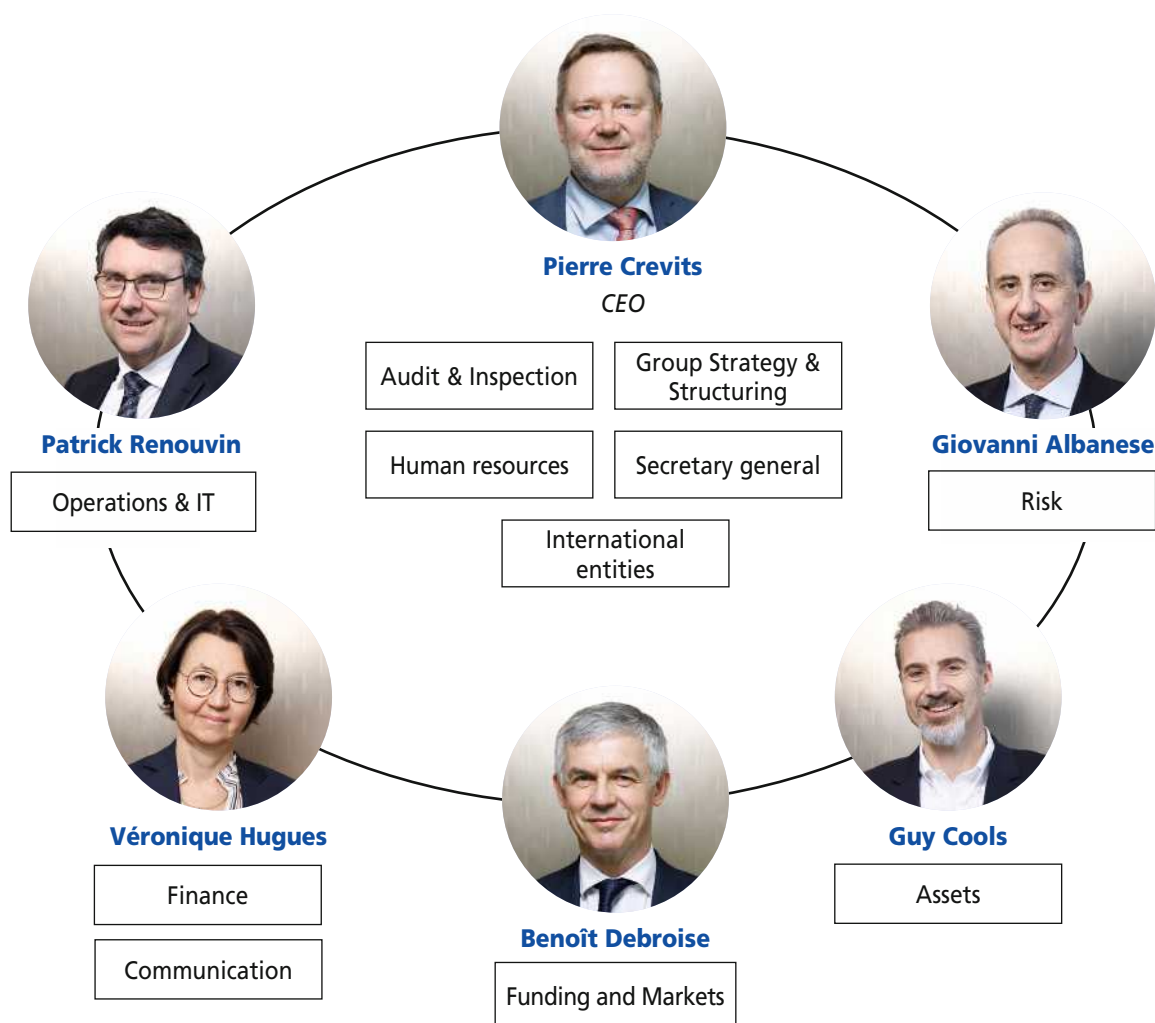 Pierre Crevits
CEO
Audit & Inspection
Group Strategy &
Structuring
Human resources
Secretary general
International
entities
Patrick Renouvin
Operations & IT
Giovanni Albanese
Risk
Véronique Hugues
Finance
Communication
Benoît Debroise
Funding and Markets
Guy Cools
Assets